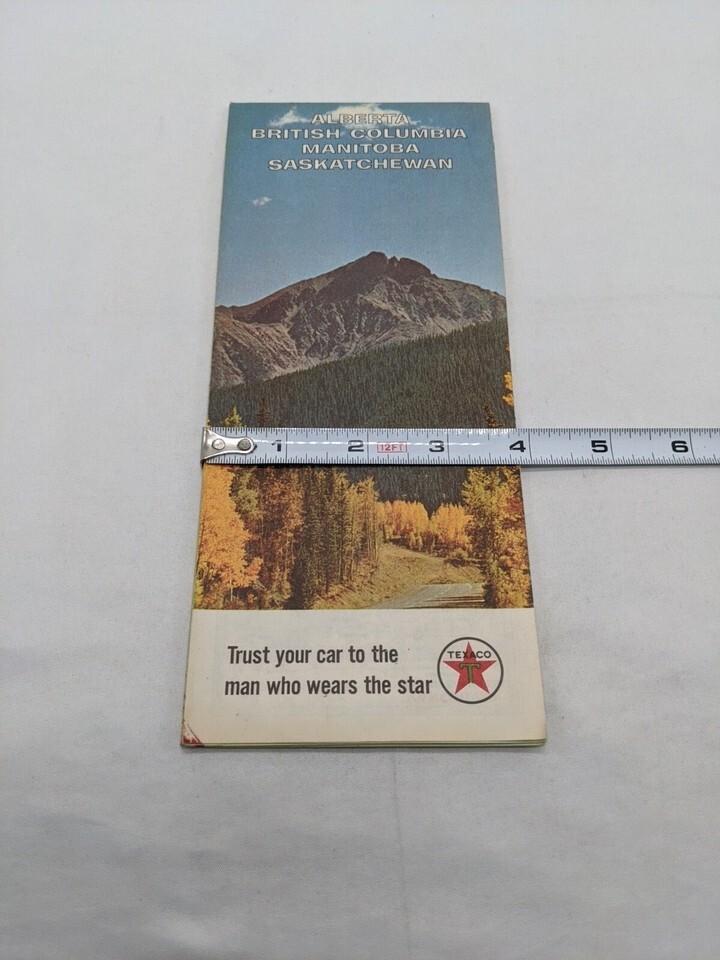 ALBERTA
BRITISH COLUMBIA
MANITOBA
SASKATCHEWAN
1 2 12FT 3 4 5 6
Trust your car to the
man who wears the star
TEXACO
T